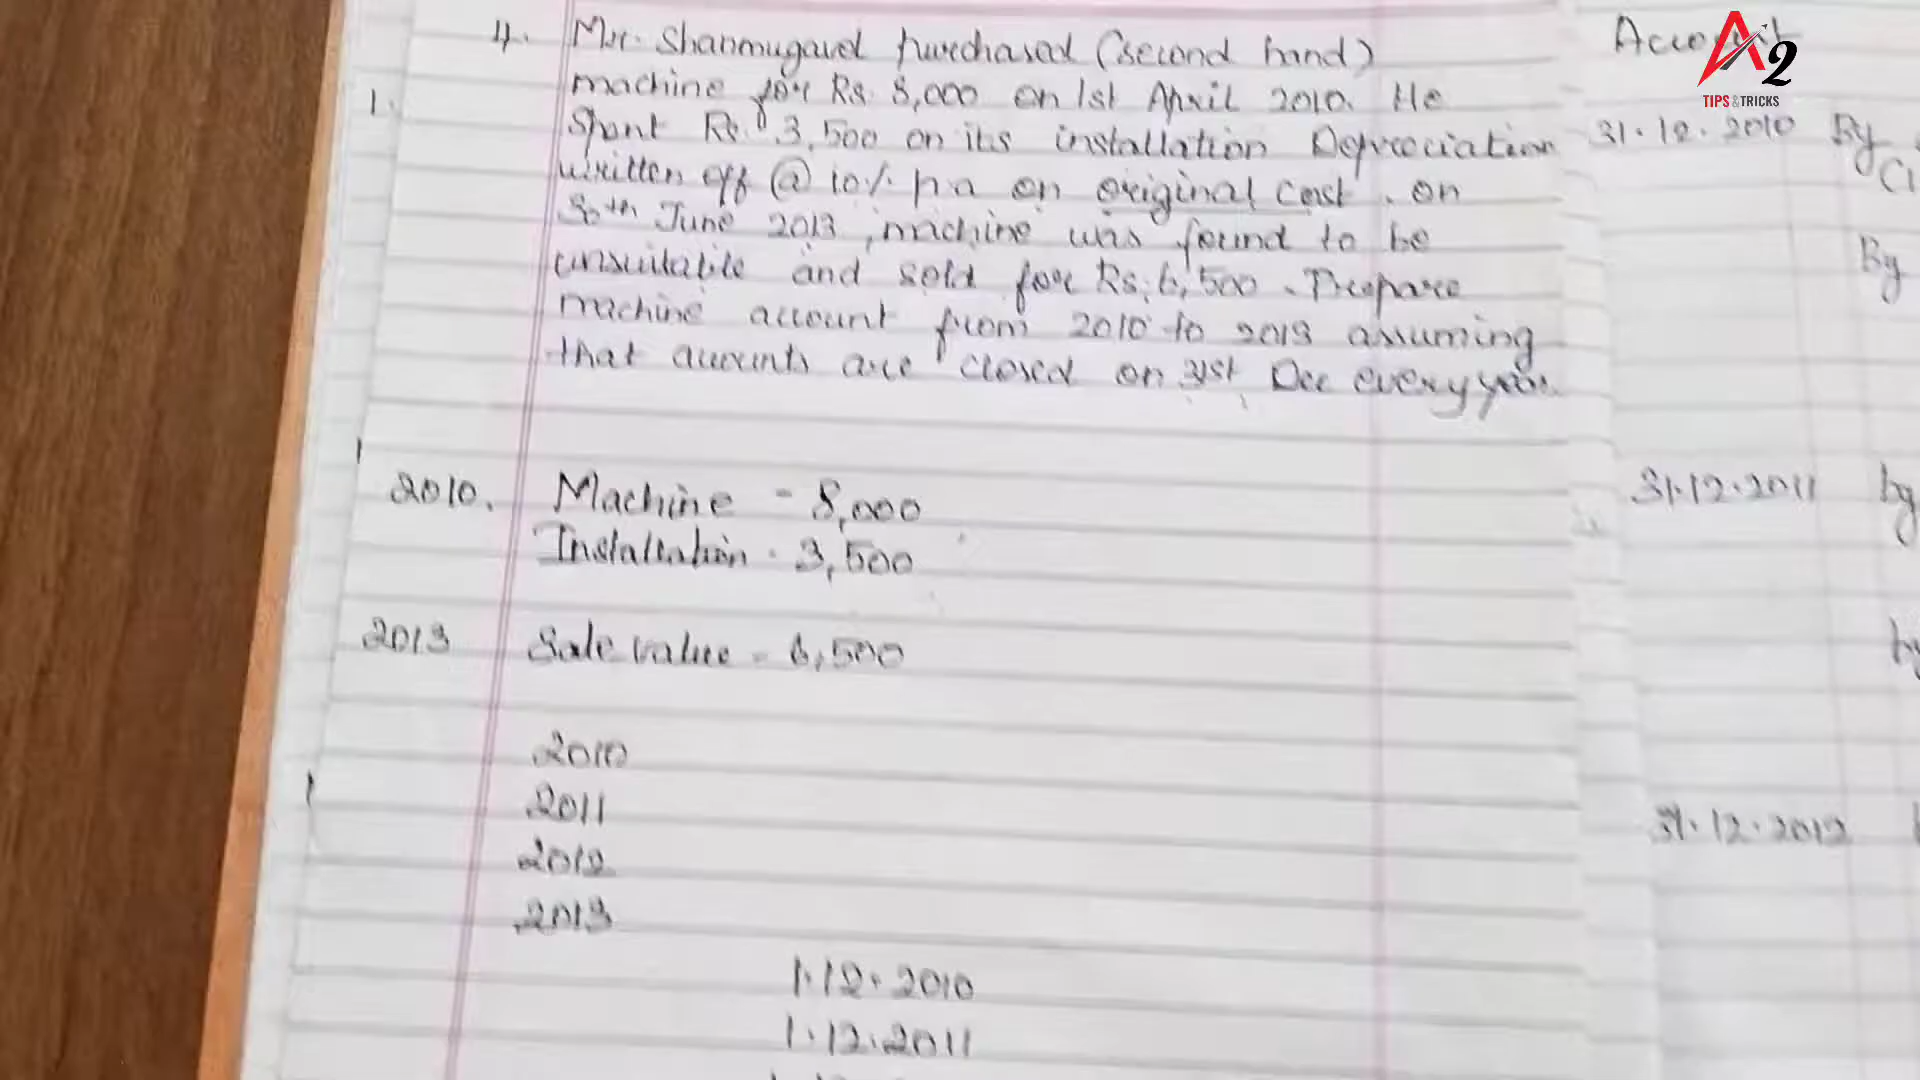 4. Mr. Shanmugavel purchased (second hand)
machine for Rs. 8,000 on 1st April 2010. He
1.
Spent Rs. 3,500 on its installation Depreciation
written off @ 10% p.a on original cost. on
30th June 2013, machine was found to be
unsuitable and sold for Rs. 6,500. Prepare
machine account from 2010 to 2013 assuming
that accounts are closed on 31st Dec every year.
2010. Machine - 8,000
Installation - 3,500
2013 Sale value - 6,500
2010
2011
2012
2013
1.12.2010
1.12.2011
Account
A2
TIPS & TRICKS
31.12.2010 By
By
31.12.2011 by
by
31.12.2012